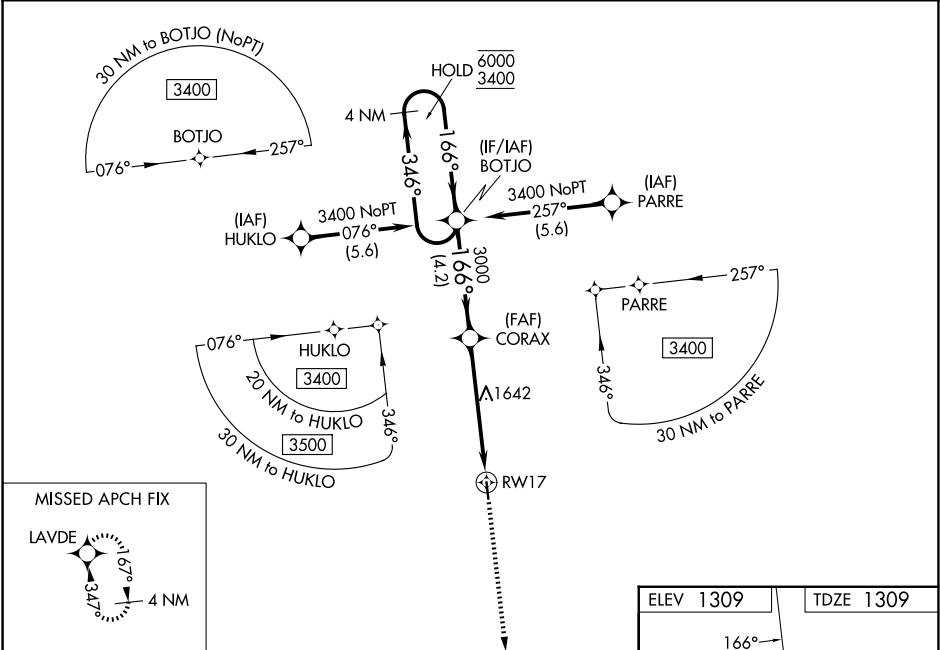 30 NM to BOTJO (NoPT)
3400
BOTJO
076°
257°
HOLD
6000
3400
4 NM
166°
346°
(IF/IAF)
BOTJO
(IAF)
HUKLO
3400 NoPT
076°
(5.6)
3400 NoPT
257°
(5.6)
(IAF)
PARRE
3000
166°
(4.2)
(FAF)
CORAX
1642
RW17
076°
HUKLO
3400
20 NM to HUKLO
346°
3500
30 NM to HUKLO
257°
PARRE
3400
346°
30 NM to PARRE
MISSED APCH FIX
LAVDE
167°
347°
4 NM
ELEV 1309
TDZE 1309
166°